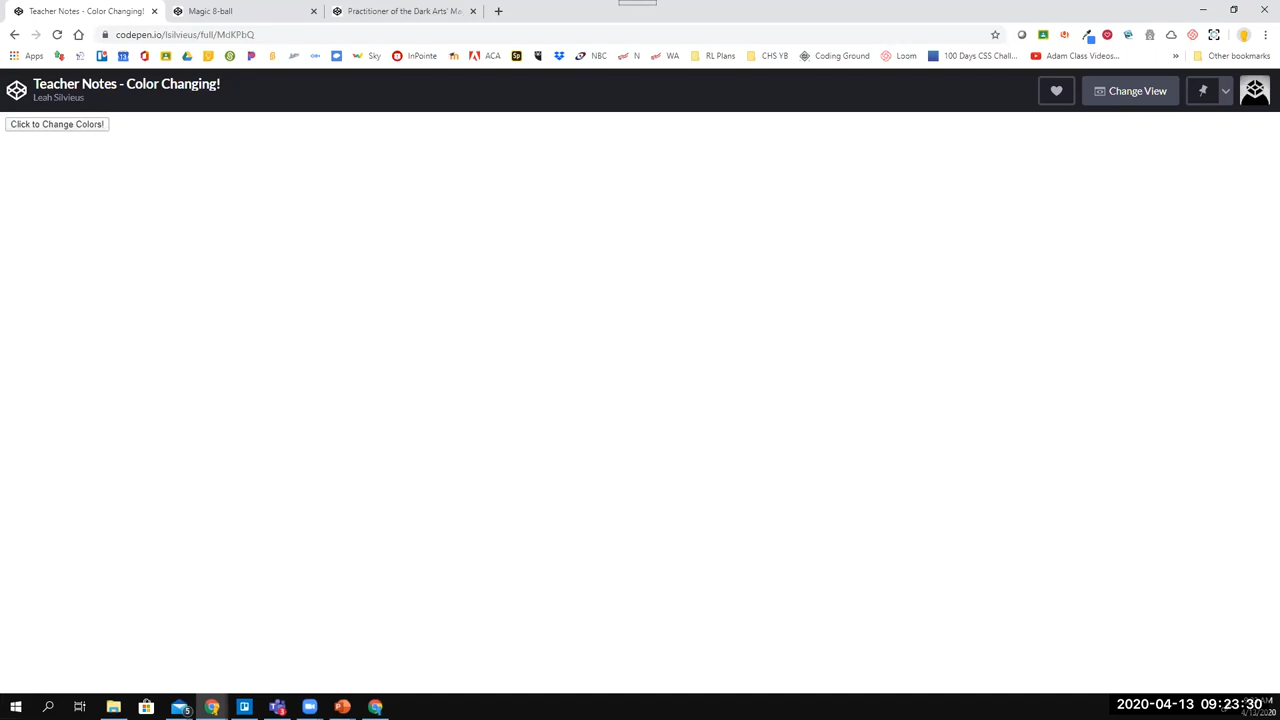 Teacher Notes - Color Changing!
Magic 8-ball
Practitioner of the Dark Arts' Ma
codepen.io/lsilvieus/full/MdKPbQ
Apps
Sky
InPointe
ACA
NBC
N
WA
RL Plans
CHS YB
Coding Ground
Loom
100 Days CSS Chall...
Adam Class Videos...
»
Other bookmarks
Teacher Notes - Color Changing!
Leah Silvieus
Change View
Click to Change Colors!
2020-04-13 09:23:30
4/13/2020